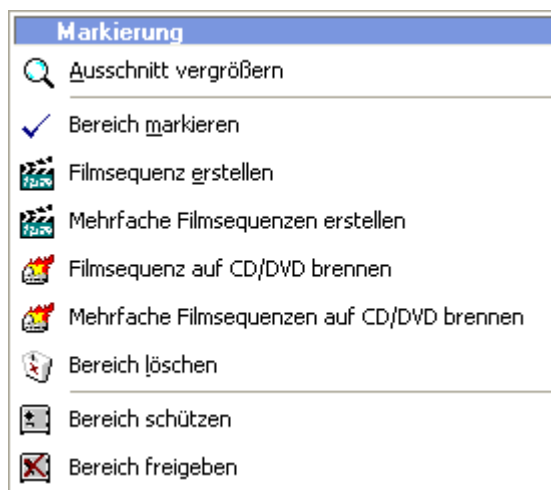 Markierung
Ausschnitt vergrößern
Bereich markieren
Filmsequenz erstellen
Mehrfache Filmsequenzen erstellen
Filmsequenz auf CD/DVD brennen
Mehrfache Filmsequenzen auf CD/DVD brennen
Bereich löschen
Bereich schützen
Bereich freigeben